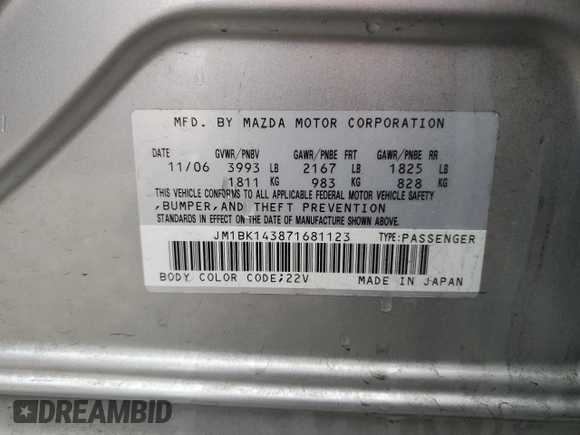 MFD. BY MAZDA MOTOR CORPORATION
DATE GVWR/PNBV GAWR/PNBE FRT GAWR/PNBE RR
11/06 3993 LB 2167 LB 1825 LB
1811 KG 983 KG 828 KG
THIS VEHICLE CONFORMS TO ALL APPLICABLE FEDERAL MOTOR VEHICLE SAFETY
,BUMPER,AND THEFT PREVENTION
STANDARDS IN EFFECT ON THE DATE OF MANUFACTURE SHOWN ABOVE.
JM1BK143871681123 TYPE:PASSENGER
BODY COLOR CODE;22V MADE IN JAPAN
DREAMBID